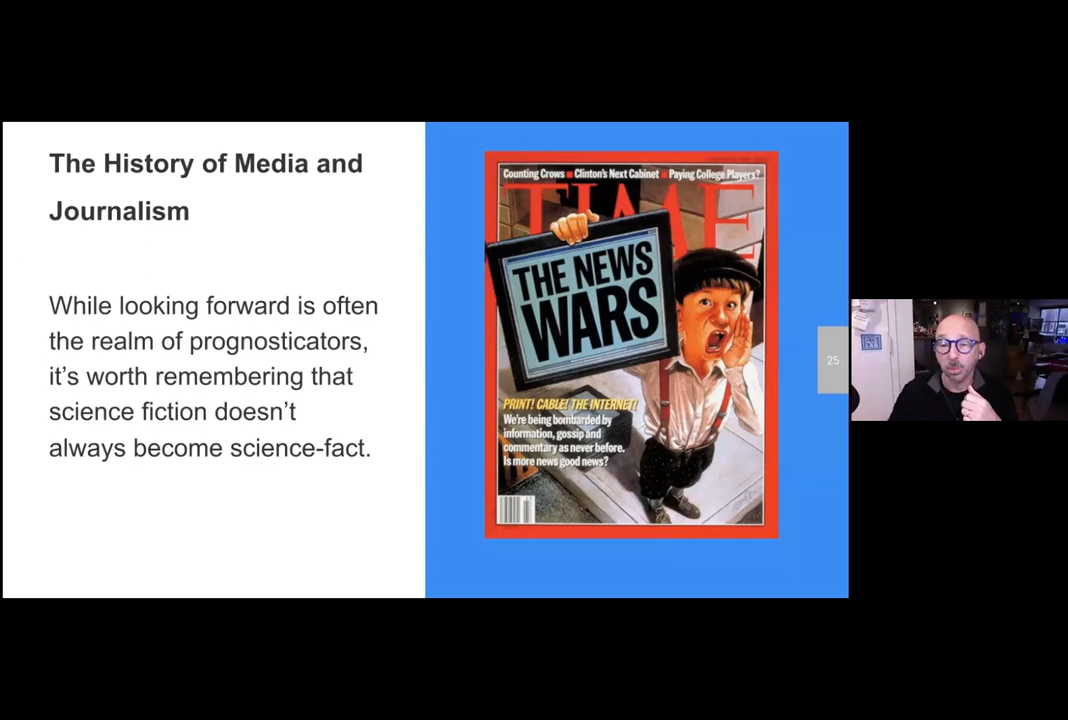 The History of Media and
Journalism
While looking forward is often
the realm of prognosticators,
it’s worth remembering that
science fiction doesn’t
always become science-fact.
Counting Crows ■ Clinton's Next Cabinet ■ Paying College Players?
TIME
THE NEWS
WARS
PRINT! CABLE! THE INTERNET!
We're being bombarded by
information, gossip and
commentary as never before.
Is more news good news?
25